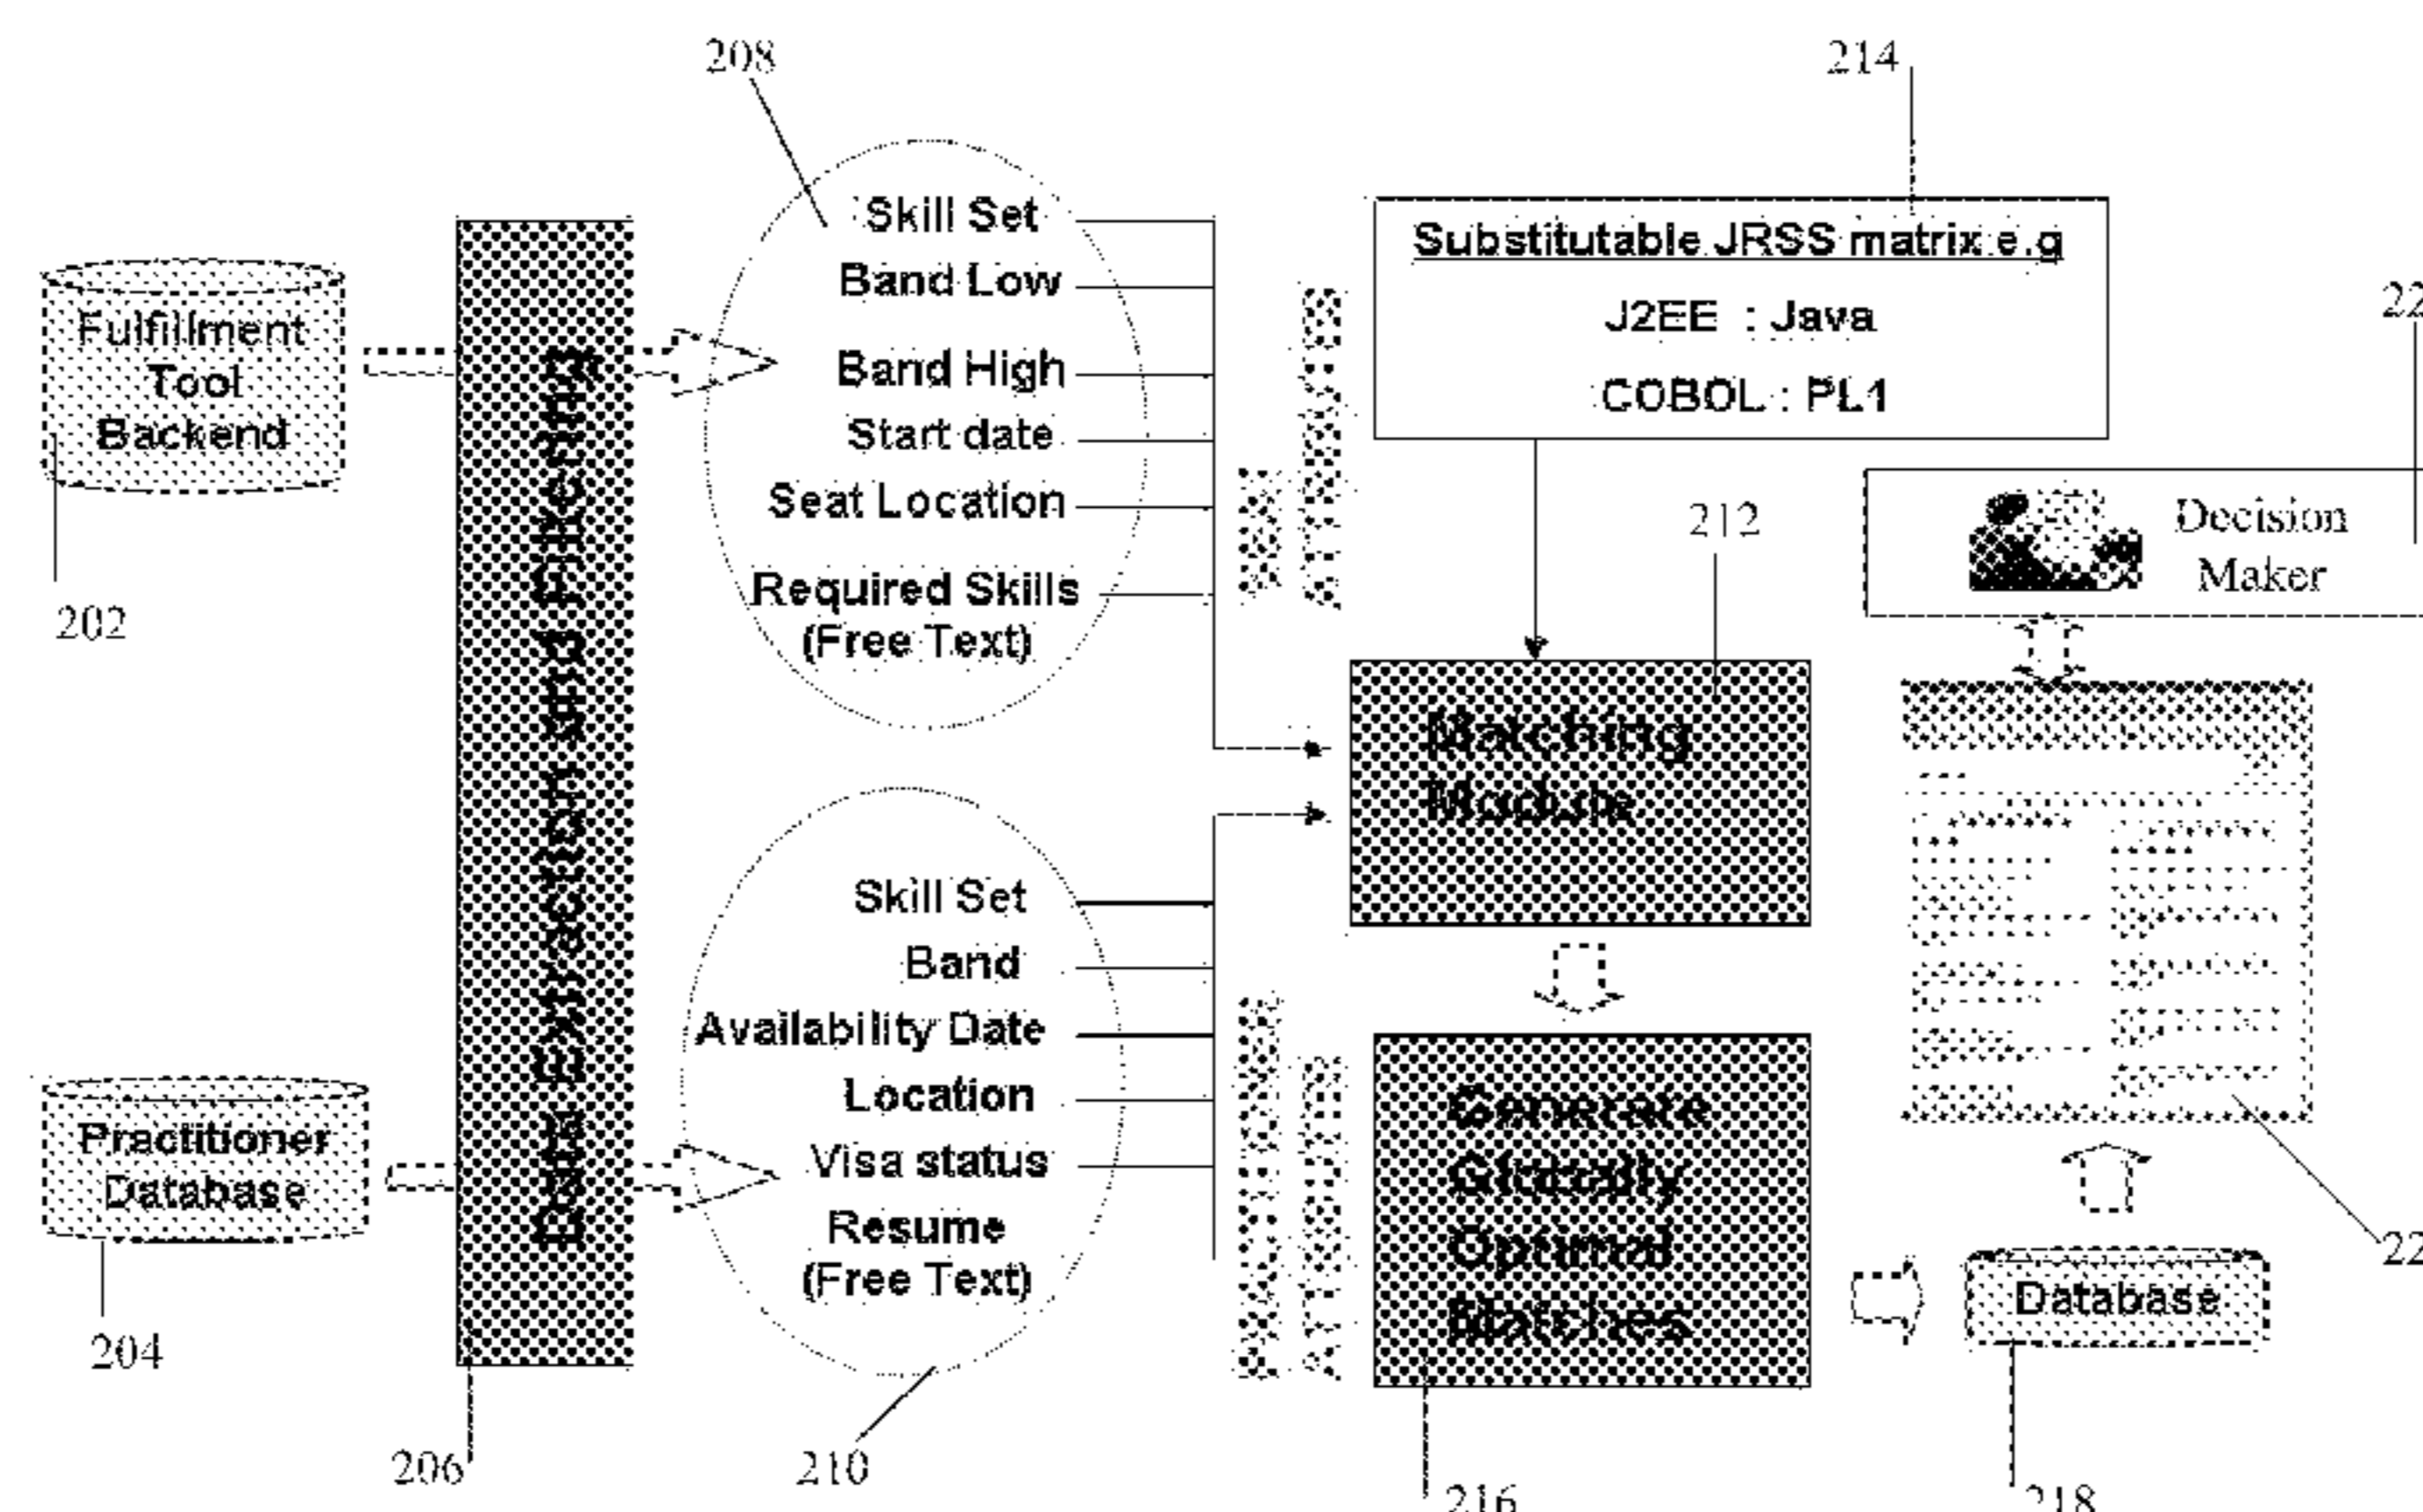 208
214
Skill Set
Band Low
Band High
Start date
Seat Location
Required Skills
(Free Text)
Substitutable JRSS matrix e.g
J2EE : Java
COBOL : PL1
22
Fulfillment
Tool
Backend
202
Data Extraction and Filtering
212
Decision
Maker
Matching
Module
Skill Set
Band
Availability Date
Location
Visa status
Resume
(Free Text)
Practitioner
Database
204
Generate
Globally
Optimal
Matches
Database
22
206
210
216
218